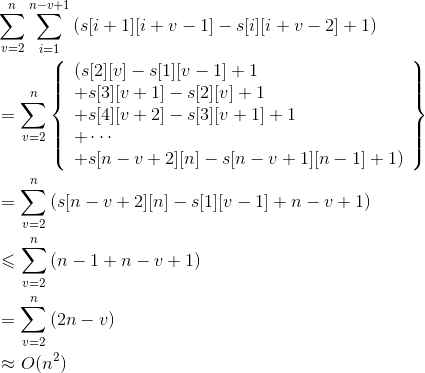 \sum_{v=2}^{n} \sum_{i=1}^{n-v+1} (s[i+1][i+v-1] - s[i][i+v-2] + 1)
= \sum_{v=2}^{n} \left\{ (s[2][v] - s[1][v-1] + 1
+s[3][v+1] - s[2][v] + 1
+s[4][v+2] - s[3][v+1] + 1
+ \cdots
+s[n-v+2][n] - s[n-v+1][n-1] + 1) \right\}
= \sum_{v=2}^{n} (s[n-v+2][n] - s[1][v-1] + n - v + 1)
\leqslant \sum_{v=2}^{n} (n - 1 + n - v + 1)
= \sum_{v=2}^{n} (2n - v)
\approx O(n^2)